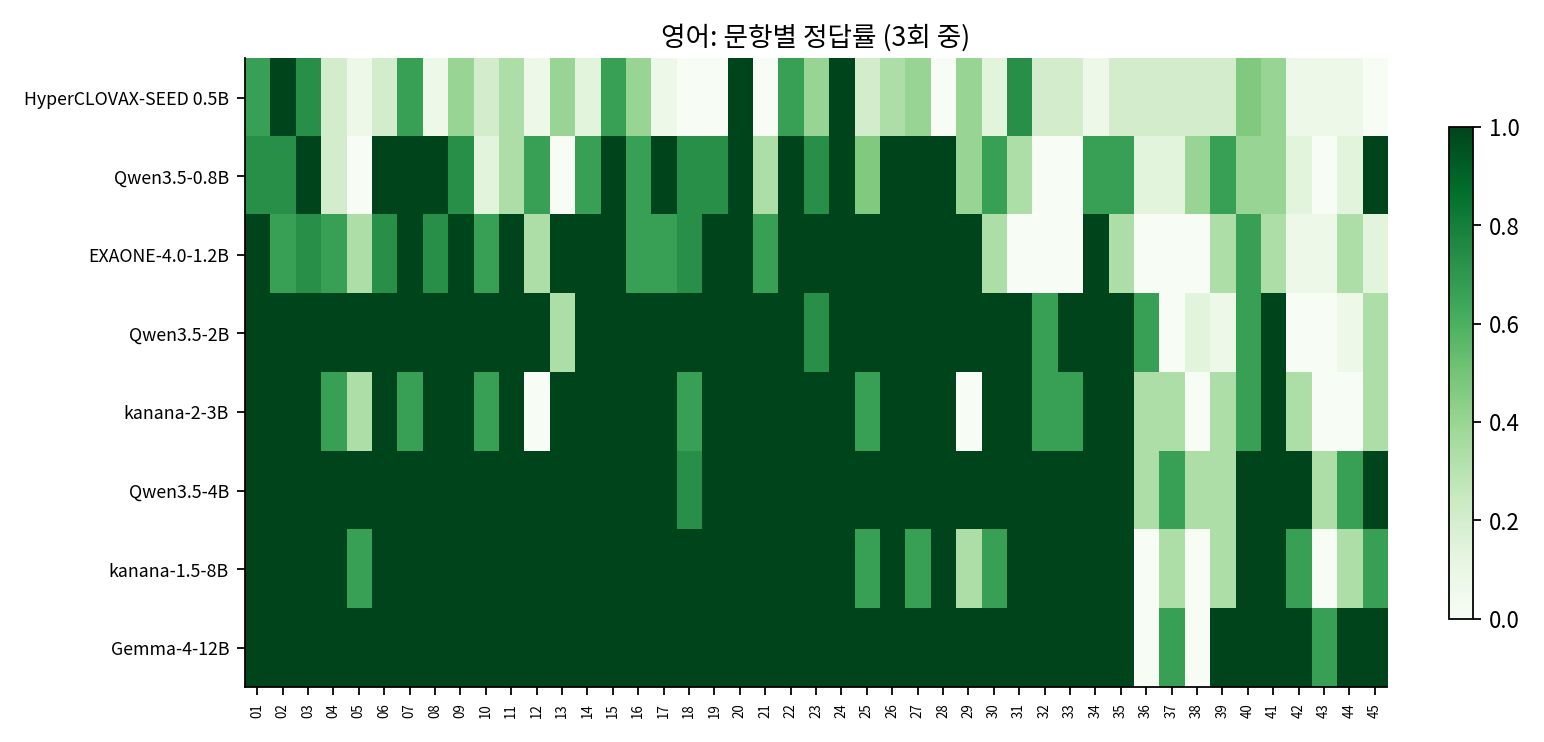 영어: 문항별 정답률 (3회 중)
HyperCLOVAX-SEED 0.5B
Qwen3.5-0.8B
EXAONE-4.0-1.2B
Qwen3.5-2B
kanana-2-3B
Qwen3.5-4B
kanana-1.5-8B
Gemma-4-12B
01 02 03 04 05 06 07 08 09 10 11 12 13 14 15 16 17 18 19 20 21 22 23 24 25 26 27 28 29 30 31 32 33 34 35 36 37 38 39 40 41 42 43 44 45
1.0
0.8
0.6
0.4
0.2
0.0